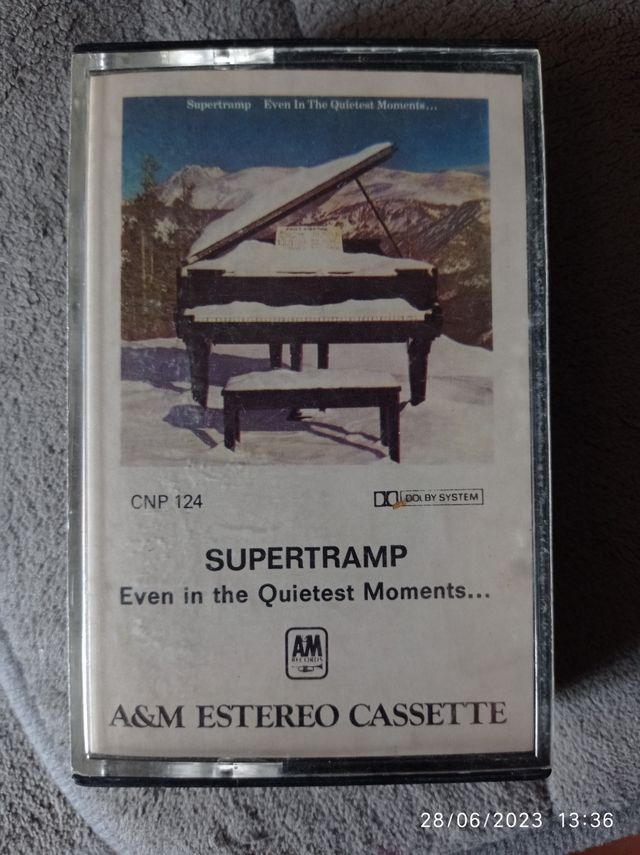 Supertramp Even In The Quietest Moments...
CNP 124
DOLBY SYSTEM
SUPERTRAMP
Even in the Quietest Moments...
A&M
RECORDS
A&M ESTEREO CASSETTE
28/06/2023 13:36